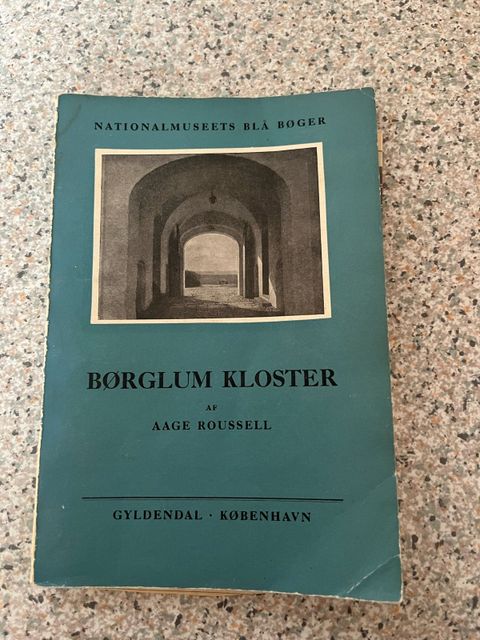 NATIONALMUSEETS BLÅ BØGER
BØRGLUM KLOSTER
AF
AAGE ROUSSELL
GYLDENDAL · KØBENHAVN